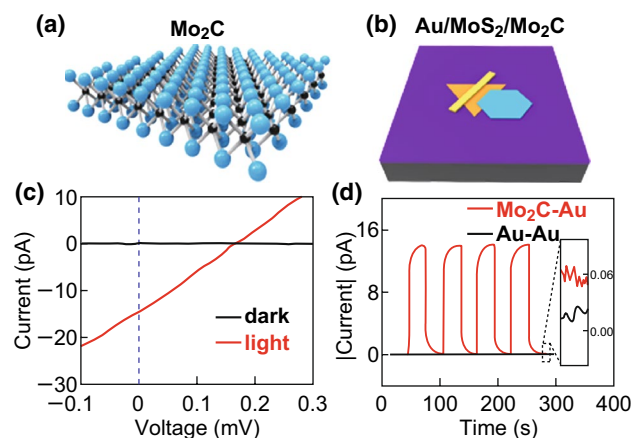 (a)
Mo₂C
(b)
Au/MoS₂/Mo₂C
(c)
10
0
−10
−20
−30
Current (pA)
dark
light
−0.1
0
0.1
0.2
0.3
Voltage (mV)
(d)
16
8
0
|Current| (pA)
Mo₂C-Au
Au-Au
0.06
0.00
0
100
200
300
400
Time (s)